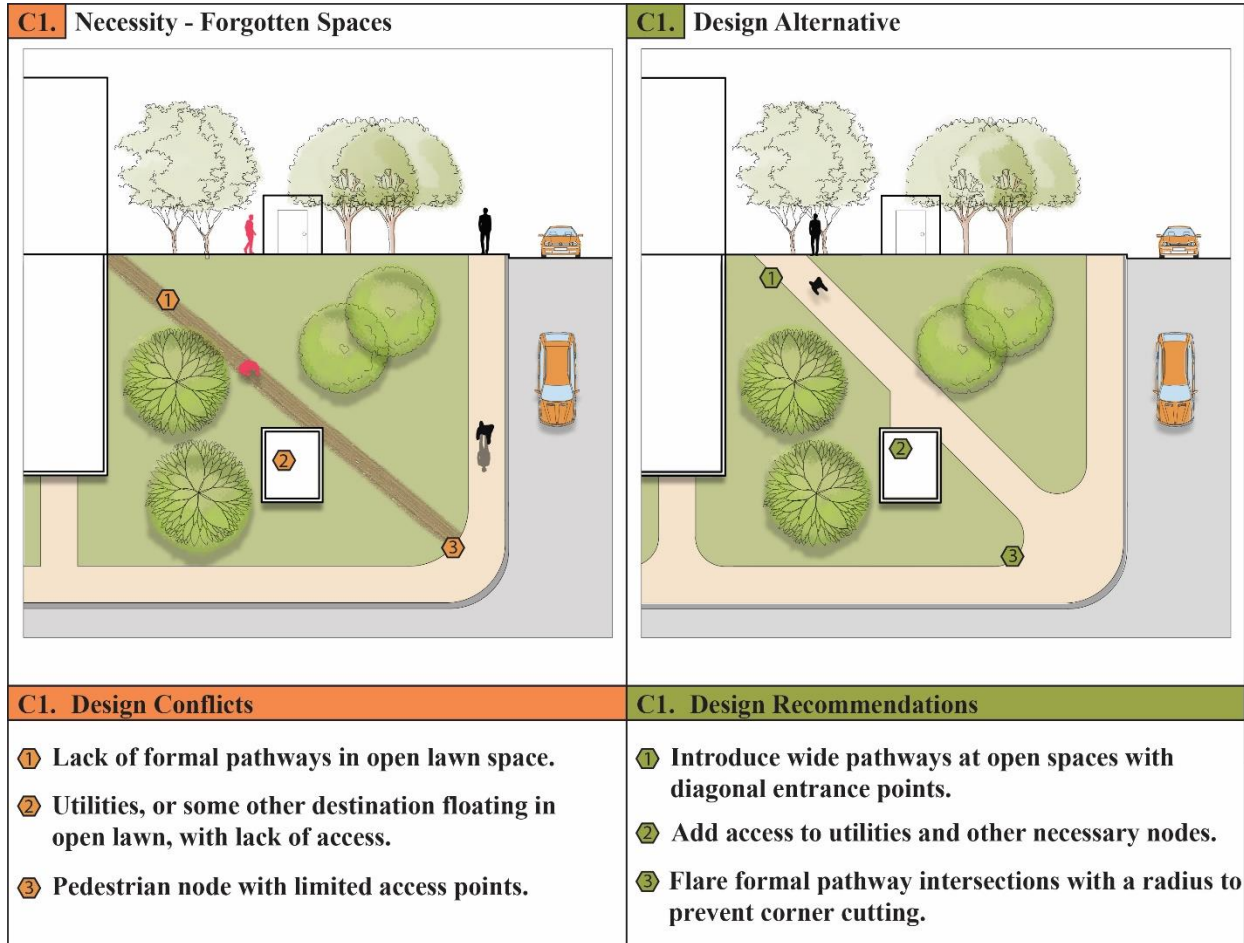 C1. Necessity - Forgotten Spaces
1
2
3
C1. Design Conflicts
1 Lack of formal pathways in open lawn space.
2 Utilities, or some other destination floating in
open lawn, with lack of access.
3 Pedestrian node with limited access points.
C1. Design Alternative
1
2
3
C1. Design Recommendations
1 Introduce wide pathways at open spaces with
diagonal entrance points.
2 Add access to utilities and other necessary nodes.
3 Flare formal pathway intersections with a radius to
prevent corner cutting.